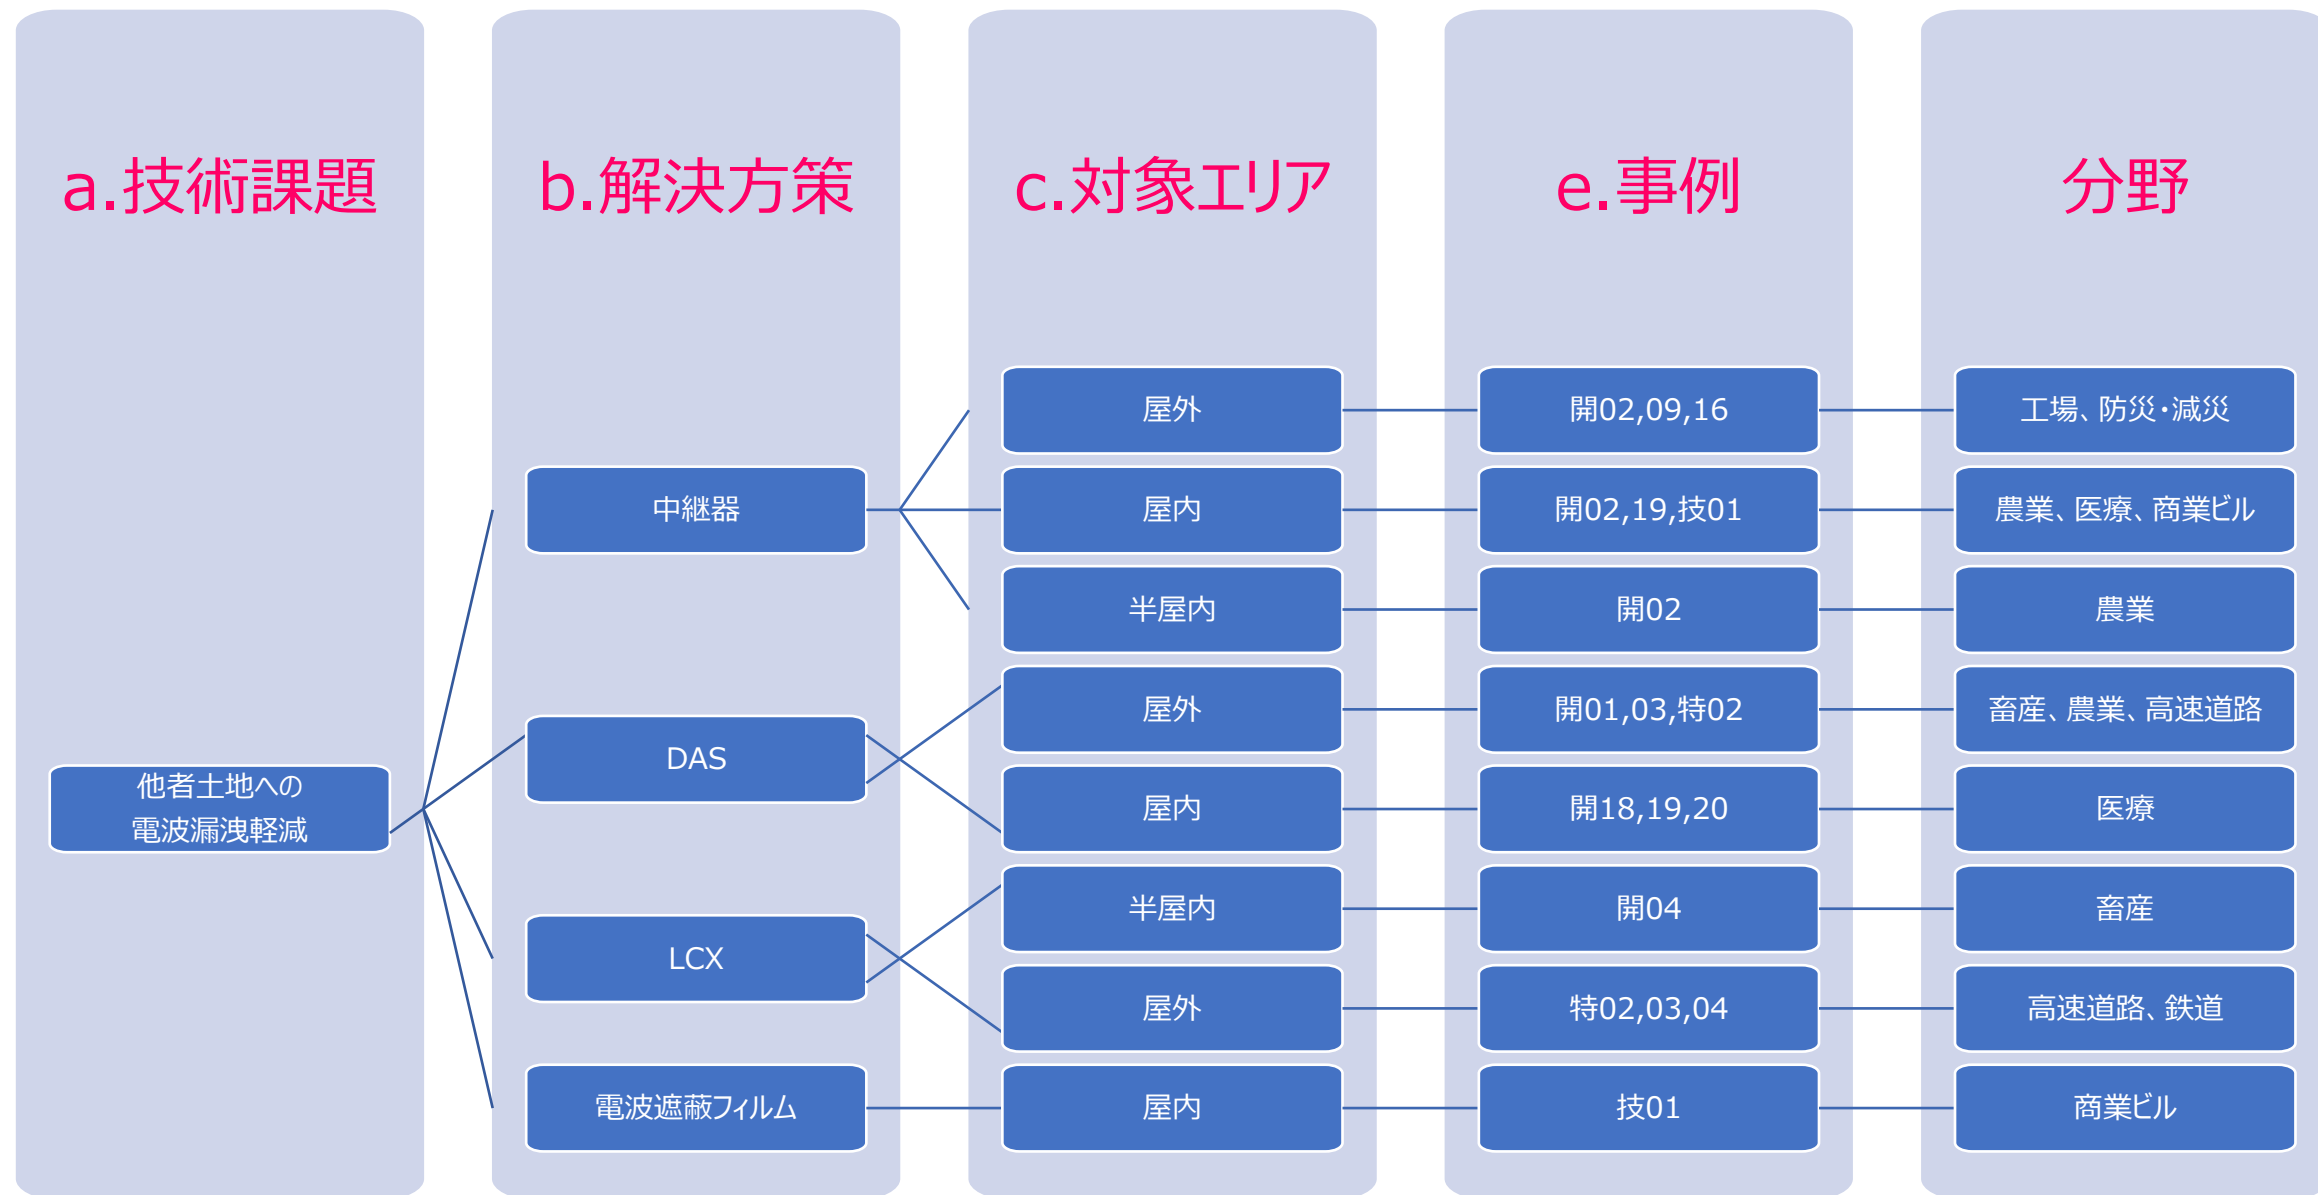 a.技術課題
b.解決方策
c.対象エリア
e.事例
分野
他者土地への
電波漏洩軽減
中継器
屋外
開02,09,16
工場、防災・減災
屋内
開02,19,技01
農業、医療、商業ビル
半屋内
開02
農業
DAS
屋外
開01,03,特02
畜産、農業、高速道路
屋内
開18,19,20
医療
LCX
半屋内
開04
畜産
屋外
特02,03,04
高速道路、鉄道
電波遮蔽フィルム
屋内
技01
商業ビル